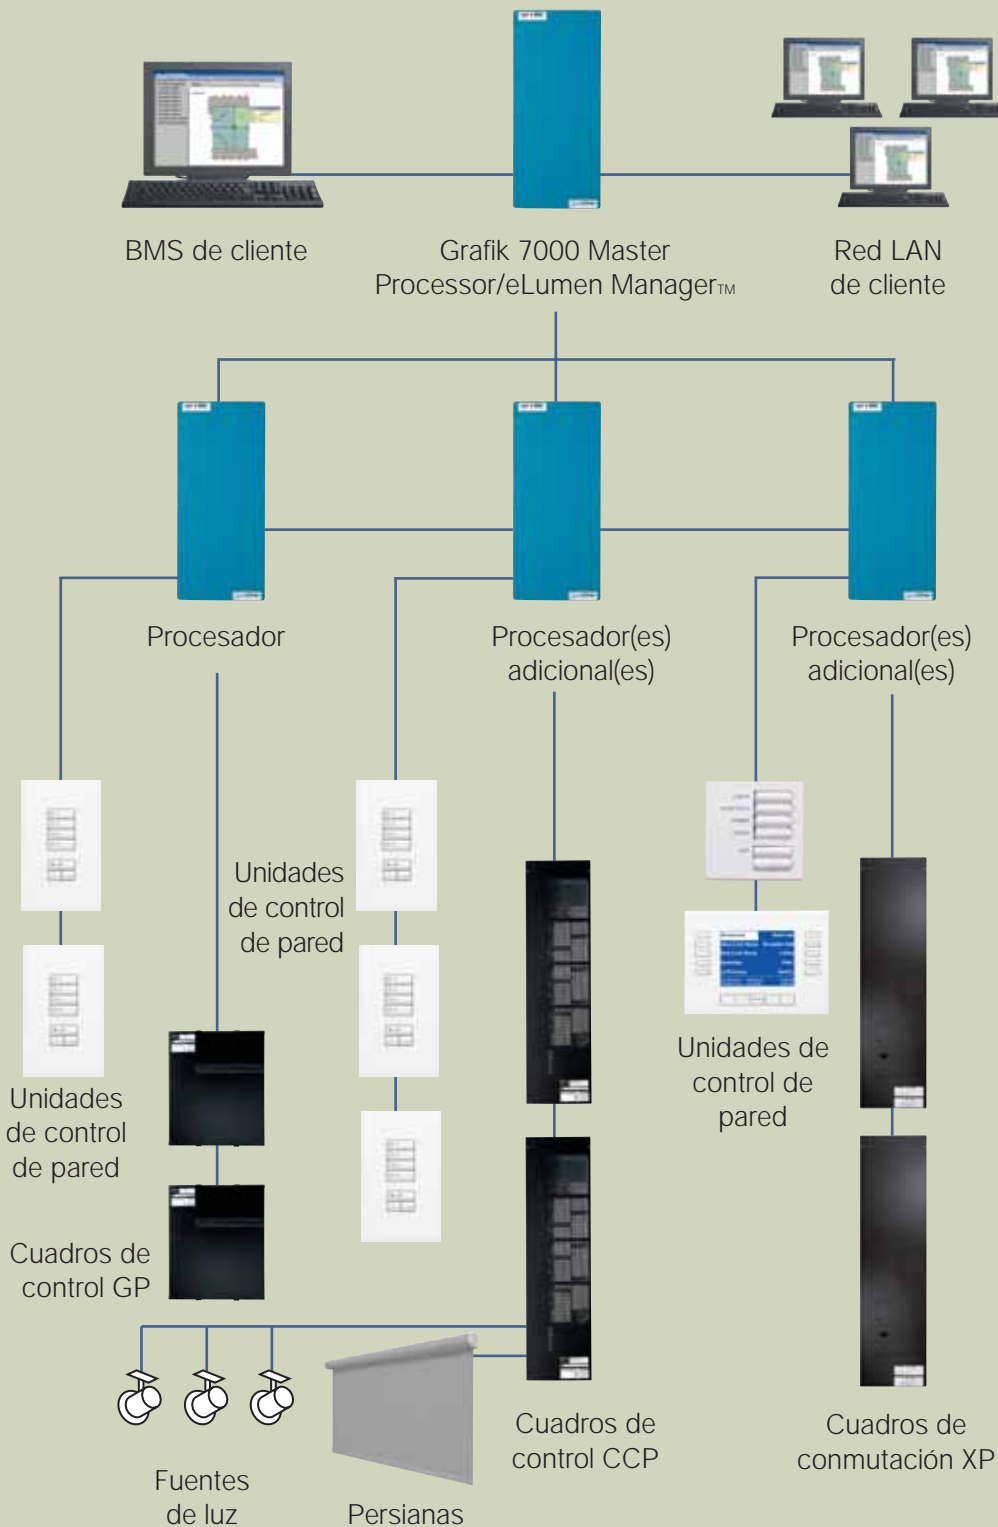 BMS de cliente
Grafik 7000 Master
Processor/eLumen Manager™
Red LAN
de cliente
Procesador
Procesador(es)
adicional(es)
Procesador(es)
adicional(es)
Unidades
de control
de pared
Unidades
de control
de pared
Unidades de
control de
pared
Cuadros de
control GP
Fuentes
de luz
Persianas
Cuadros de
control CCP
Cuadros de
conmutación XP